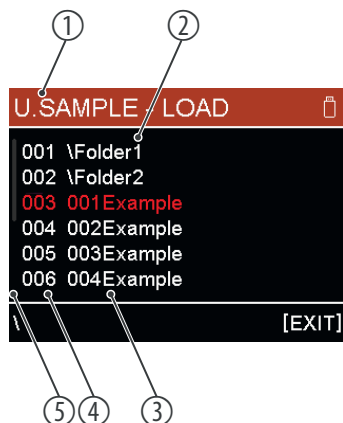 ① ②
U.SAMPLE - LOAD
001 \Folder1
002 \Folder2
003 001Example
004 002Example
005 003Example
006 004Example
\ [EXIT]
⑤ ④ ③